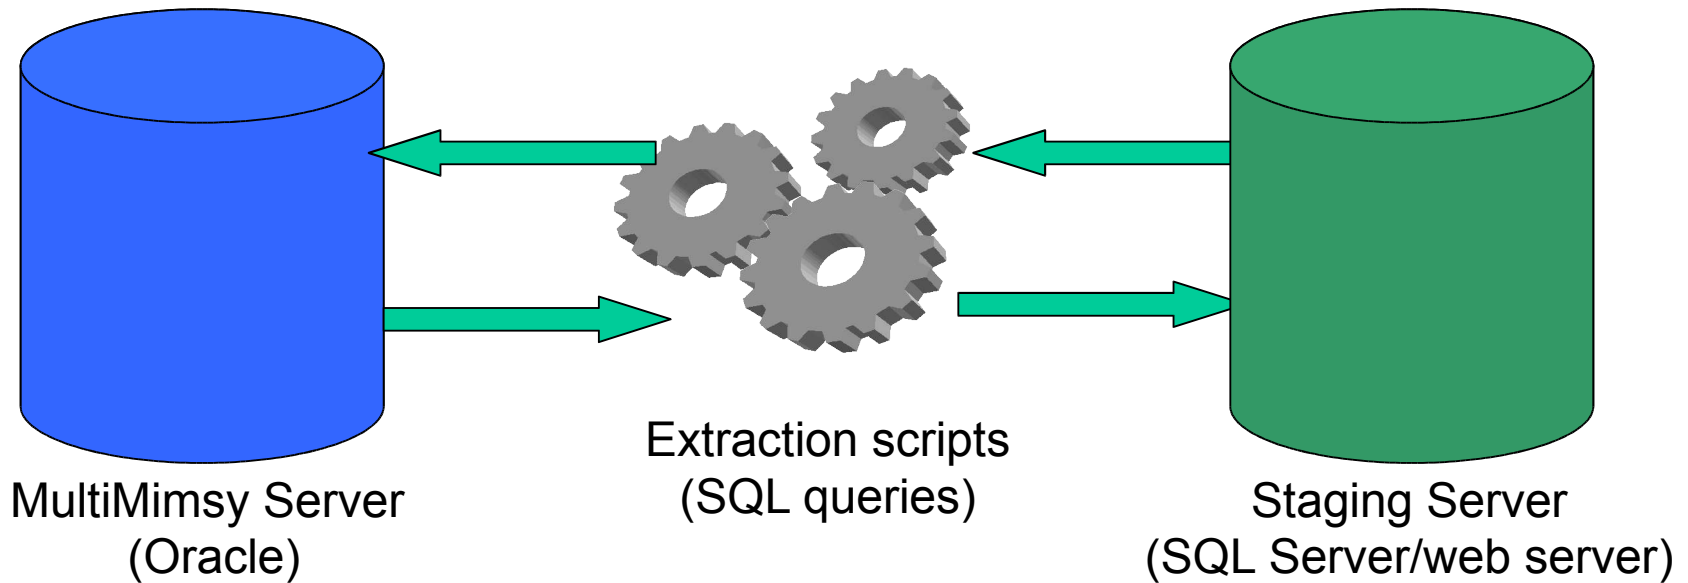 MultiMimsy Server
(Oracle)
Extraction scripts
(SQL queries)
Staging Server
(SQL Server/web server)